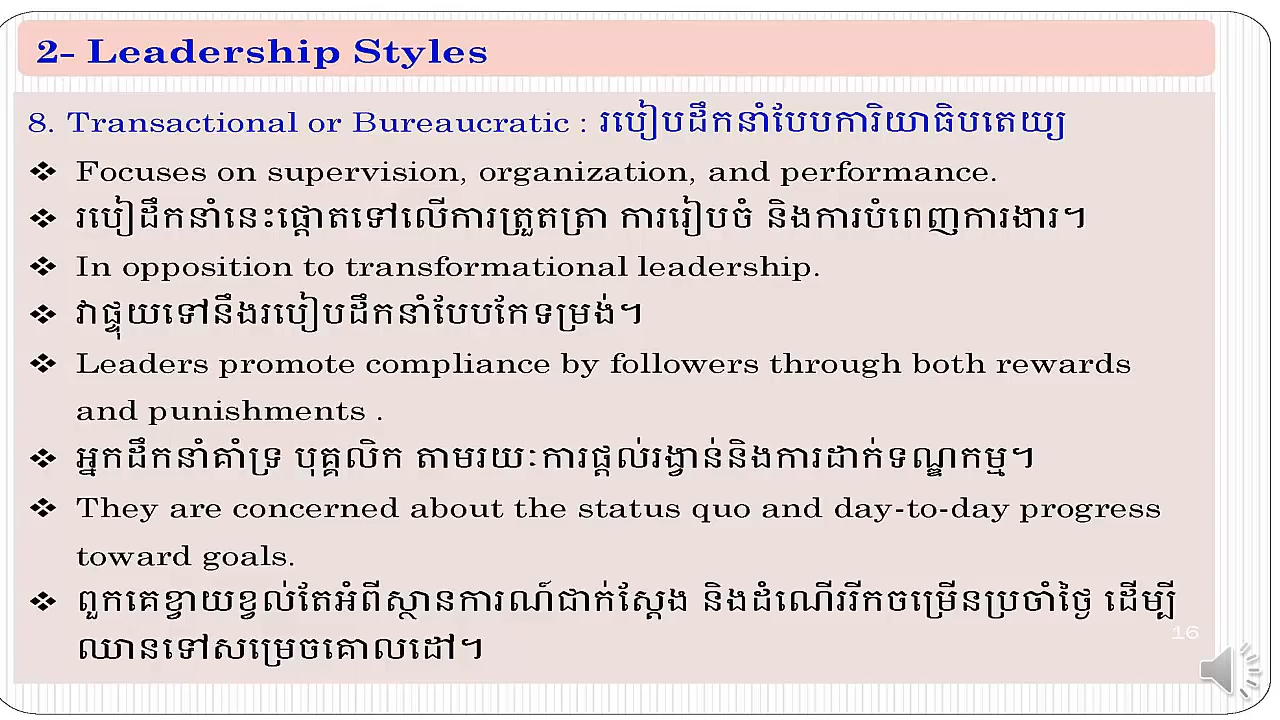 2- Leadership Styles
8. Transactional or Bureaucratic : របៀបដឹកនាំបែបការិយាធិបតេយ្យ
❖ Focuses on supervision, organization, and performance.
❖ របៀដឹកនាំនេះផ្តោតទៅលើការត្រួតត្រា ការរៀបចំ និងការបំពេញការងារ។
❖ In opposition to transformational leadership.
❖ វាផ្ទុយទៅនឹងរបៀបដឹកនាំបែបកែទម្រង់។
❖ Leaders promote compliance by followers through both rewards
and punishments .
❖ អ្នកដឹកនាំគាំទ្រ បុគ្គលិក តាមរយៈការផ្តល់រង្វាន់និងការដាក់ទណ្ឌកម្ម។
❖ They are concerned about the status quo and day-to-day progress
toward goals.
❖ ពួកគេខ្វាយខ្វល់តែអំពីស្ថានការណ៍ជាក់ស្តែង និងដំណើររីកចម្រើនប្រចាំថ្ងៃ ដើម្បី
ឈានទៅសម្រេចគោលដៅ។
16